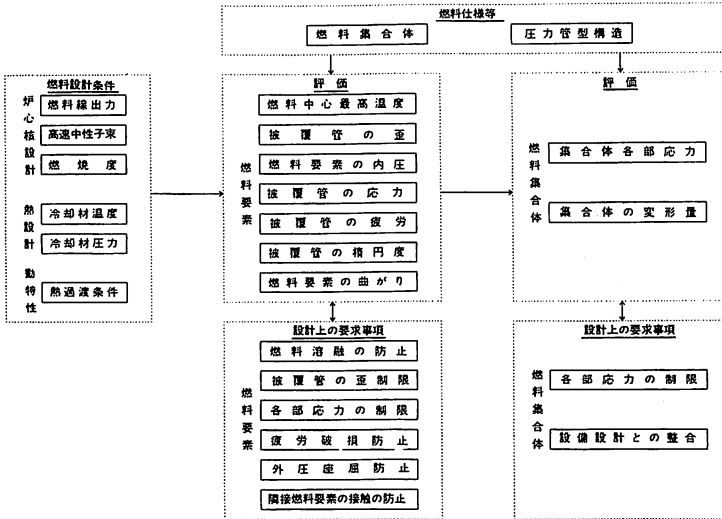 燃料仕様等
燃料集合体
圧力管型構造
燃料設計条件
炉心核設計
燃料線出力
高速中性子束
燃焼度
熱設計
冷却材温度
冷却材圧力
動特性
熱過渡条件
評価
燃料要素
燃料中心最高温度
被覆管の歪
燃料要素の内圧
被覆管の応力
被覆管の疲労
被覆管の楕円度
燃料要素の曲がり
評価
燃料集合体
集合体各部応力
集合体の変形量
設計上の要求事項
燃料要素
燃料溶融の防止
被覆管の歪制限
各部応力の制限
疲労破損防止
外圧座屈防止
隣接燃料要素の接触の防止
設計上の要求事項
燃料集合体
各部応力の制限
設備設計との整合